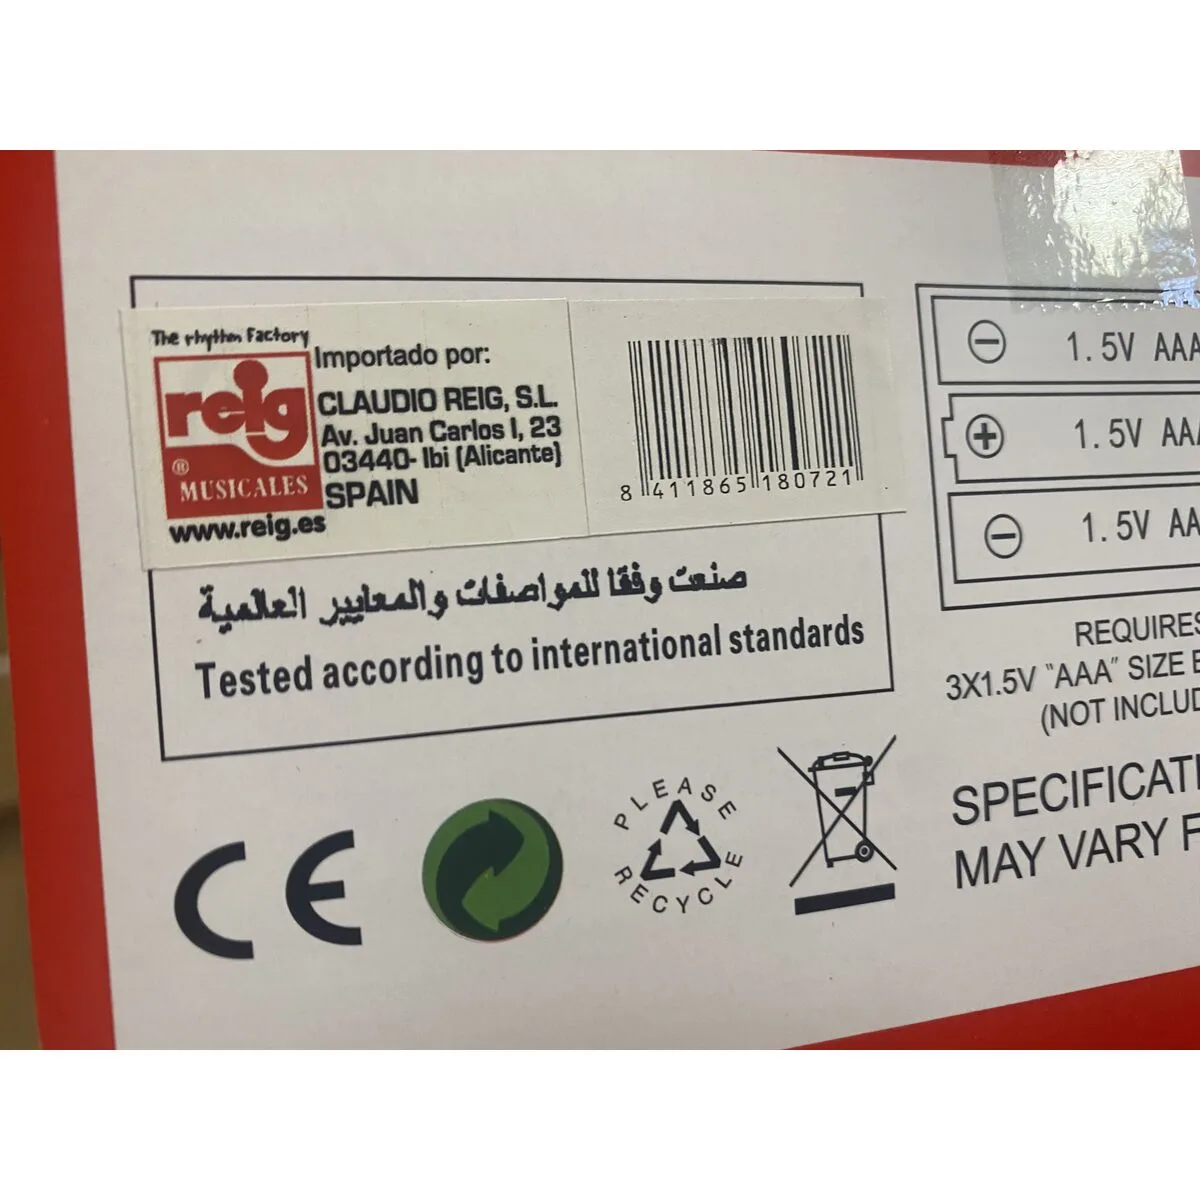 The rhythm Factory
reig
®
MUSICALES
www.reig.es
Importado por:
CLAUDIO REIG, S.L.
Av. Juan Carlos I, 23
03440- Ibi (Alicante)
SPAIN
8 411865 180721
صنعت وفقا للمواصفات والمعايير العالمية
Tested according to international standards
CE
PLEASE
RECYCLE
1.5V AAA
1.5V AAA
1.5V AA
REQUIRES
3X1.5V "AAA" SIZE
(NOT INCLUD
SPECIFICATI
MAY VARY F